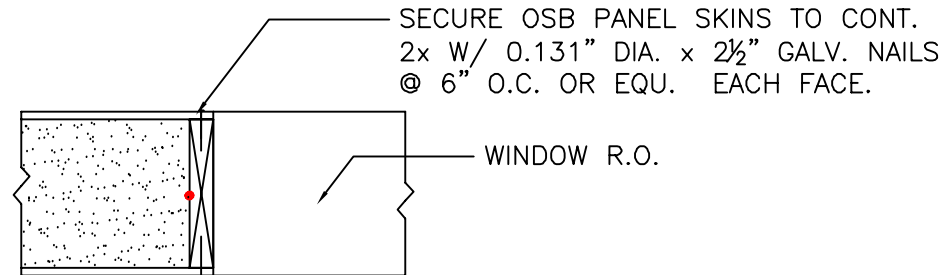 SECURE OSB PANEL SKINS TO CONT.
2x W/ 0.131" DIA. x 2½" GALV. NAILS
@ 6" O.C. OR EQU. EACH FACE.
WINDOW R.O.